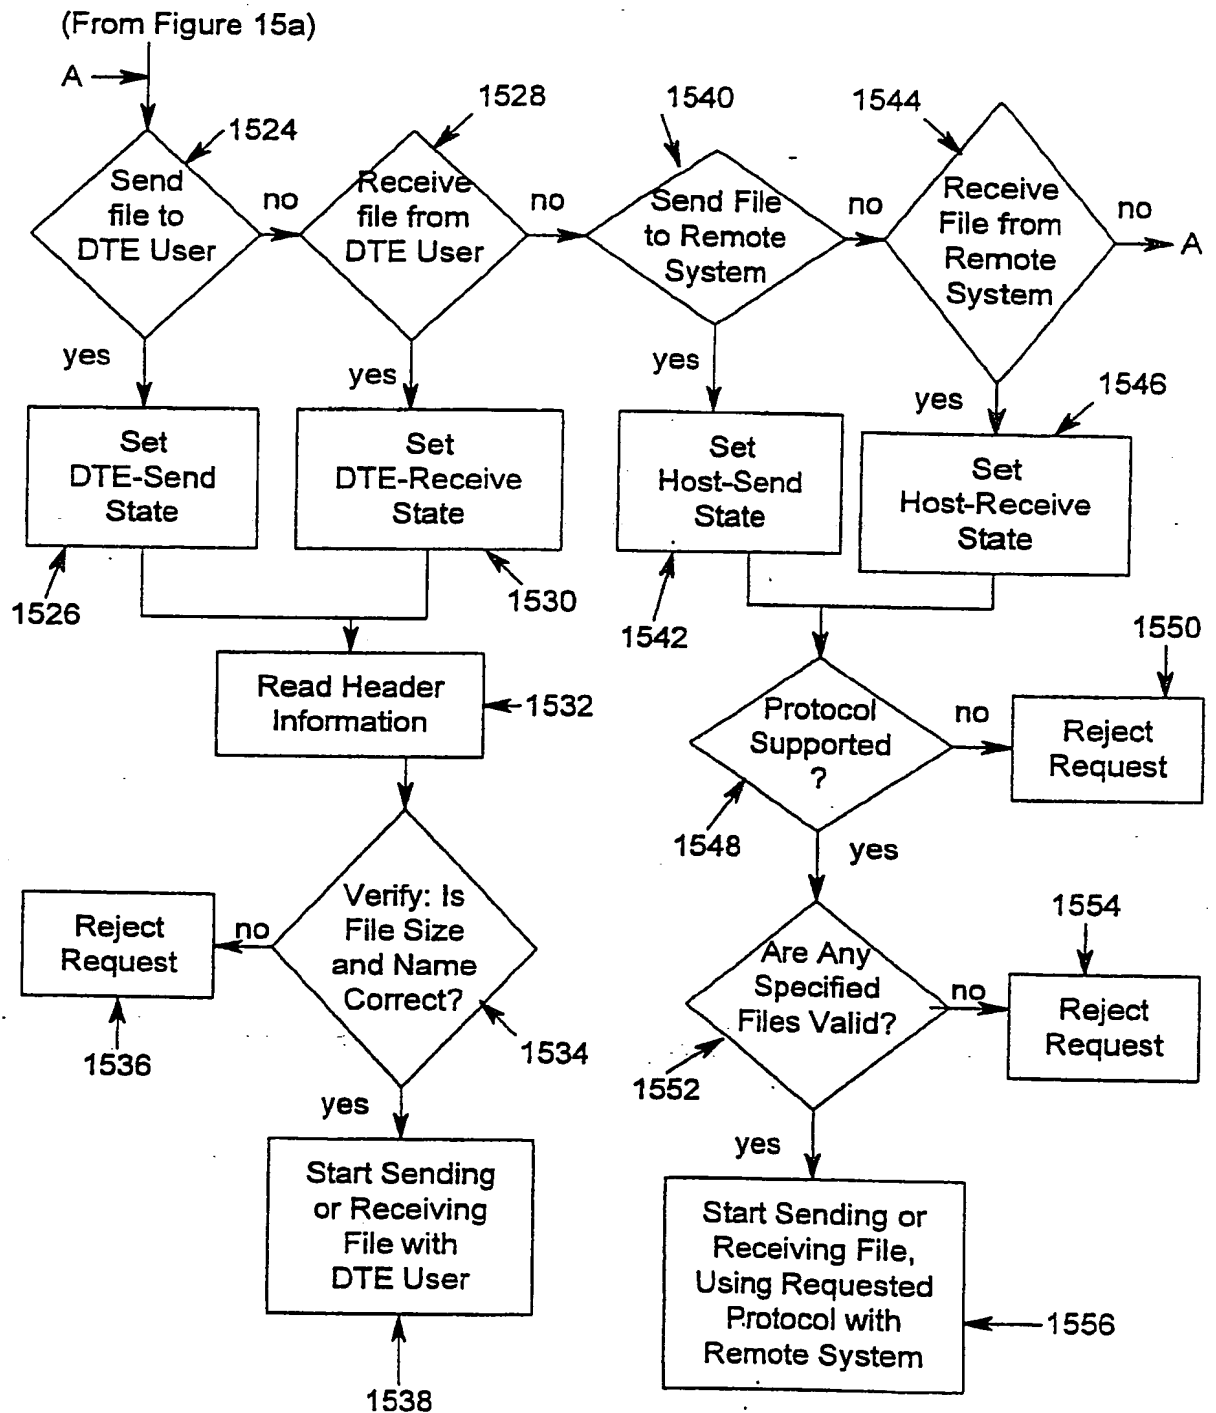 (From Figure 15a)
A
1524
1528
1540
1544
Send
file to
DTE User
no
Receive
file from
DTE User
no
Send File
to Remote
System
no
Receive
File from
Remote
System
no
A
yes
yes
yes
yes
1546
Set
DTE-Send
State
Set
DTE-Receive
State
Set
Host-Send
State
Set
Host-Receive
State
1526
1530
1542
1550
Read Header
Information
1532
Protocol
Supported
?
no
Reject
Request
1548
yes
Verify: Is
File Size
and Name
Correct?
no
Reject
Request
1536
1534
Are Any
Specified
Files Valid?
no
1554
Reject
Request
1552
yes
yes
Start Sending
or Receiving
File with
DTE User
1538
Start Sending or
Receiving File,
Using Requested
Protocol with
Remote System
1556